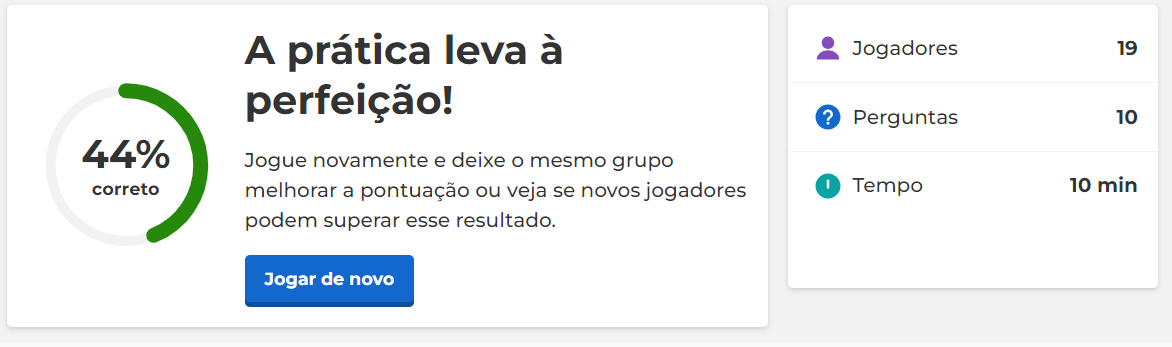 A prática leva à
perfeição!
44%
correto
Jogue novamente e deixe o mesmo grupo
melhorar a pontuação ou veja se novos jogadores
podem superar esse resultado.
Jogar de novo
Jogadores 19
Perguntas 10
Tempo 10 min